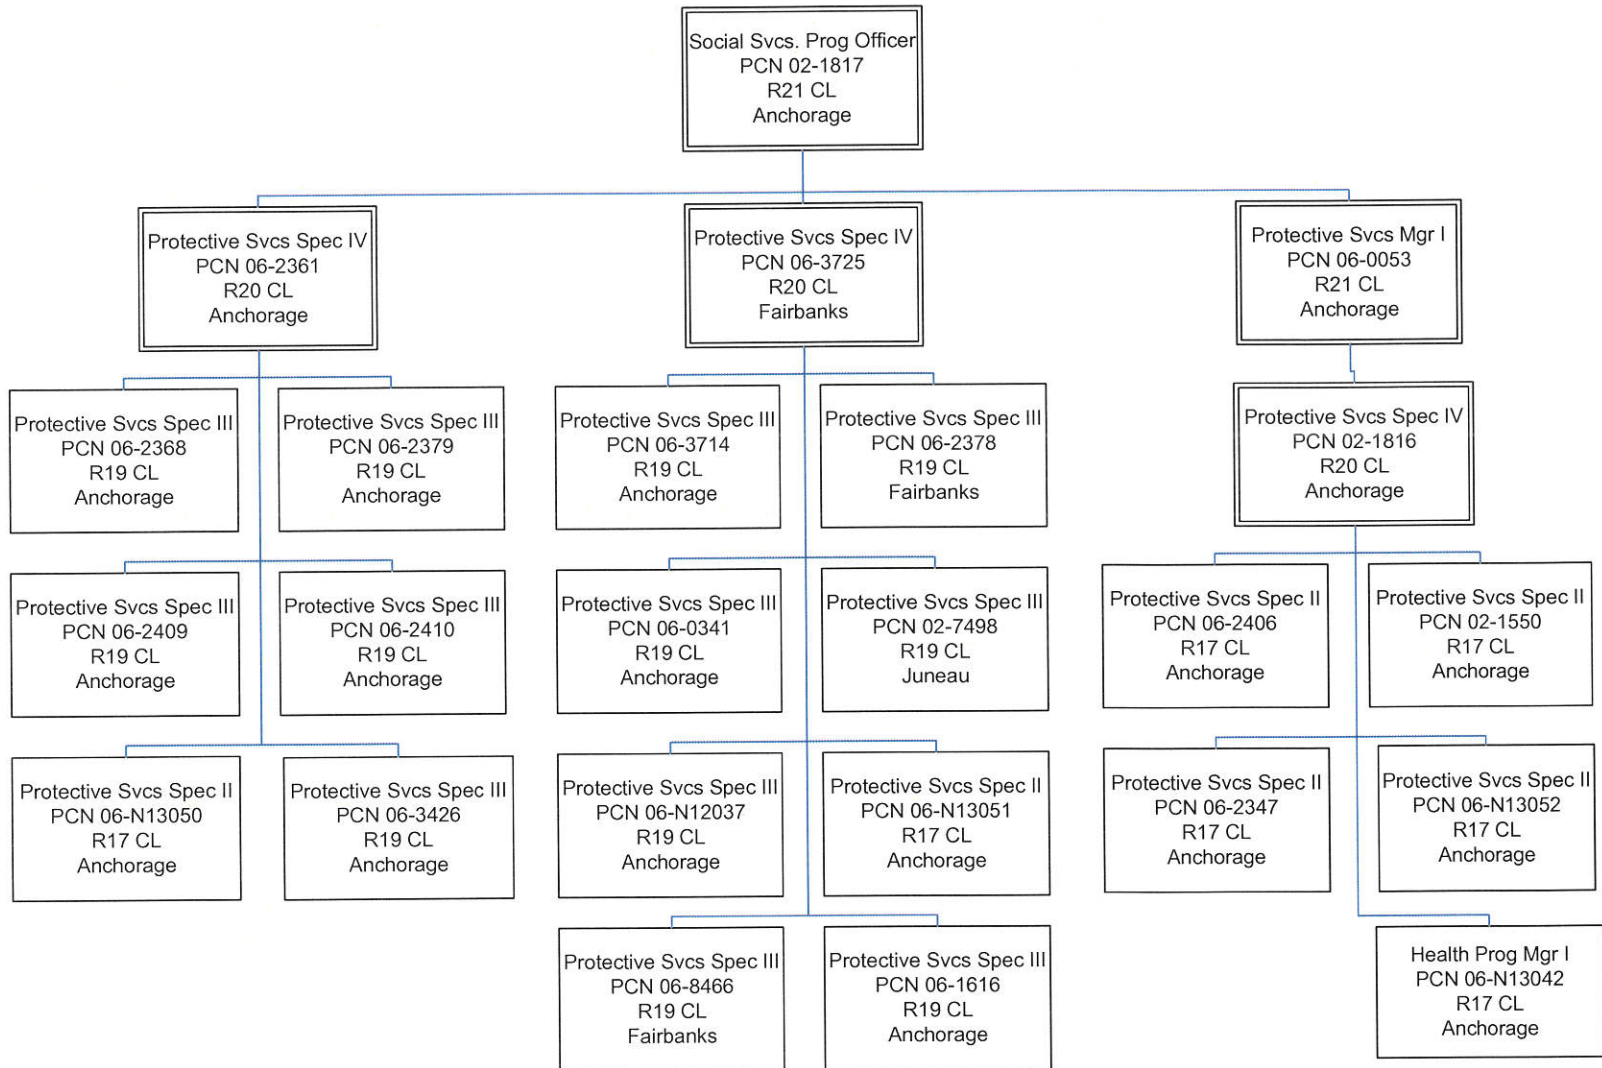 Social Svcs. Prog Officer
PCN 02-1817
R21 CL
Anchorage
Protective Svcs Spec IV
PCN 06-2361
R20 CL
Anchorage
Protective Svcs Spec IV
PCN 06-3725
R20 CL
Fairbanks
Protective Svcs Mgr I
PCN 06-0053
R21 CL
Anchorage
Protective Svcs Spec III
PCN 06-2368
R19 CL
Anchorage
Protective Svcs Spec III
PCN 06-2379
R19 CL
Anchorage
Protective Svcs Spec III
PCN 06-3714
R19 CL
Anchorage
Protective Svcs Spec III
PCN 06-2378
R19 CL
Fairbanks
Protective Svcs Spec IV
PCN 02-1816
R20 CL
Anchorage
Protective Svcs Spec III
PCN 06-2409
R19 CL
Anchorage
Protective Svcs Spec III
PCN 06-2410
R19 CL
Anchorage
Protective Svcs Spec III
PCN 06-0341
R19 CL
Anchorage
Protective Svcs Spec III
PCN 02-7498
R19 CL
Juneau
Protective Svcs Spec II
PCN 06-2406
R17 CL
Anchorage
Protective Svcs Spec II
PCN 02-1550
R17 CL
Anchorage
Protective Svcs Spec II
PCN 06-N13050
R17 CL
Anchorage
Protective Svcs Spec III
PCN 06-3426
R19 CL
Anchorage
Protective Svcs Spec III
PCN 06-N12037
R19 CL
Anchorage
Protective Svcs Spec II
PCN 06-N13051
R17 CL
Anchorage
Protective Svcs Spec II
PCN 06-2347
R17 CL
Anchorage
Protective Svcs Spec II
PCN 06-N13052
R17 CL
Anchorage
Protective Svcs Spec III
PCN 06-8466
R19 CL
Fairbanks
Protective Svcs Spec III
PCN 06-1616
R19 CL
Anchorage
Health Prog Mgr I
PCN 06-N13042
R17 CL
Anchorage